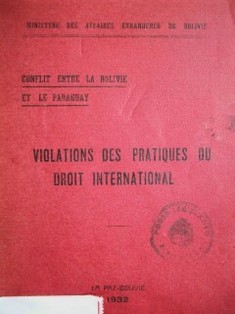 MINISTERE DES AFFAIRES ETRANGERES DE BOLIVIE
CONFLIT ENTRE LA BOLIVIE
ET LE PARAGUAY
VIOLATIONS DES PRATIQUES DU
DROIT INTERNATIONAL
LA PAZ-BOLIVIE
1932